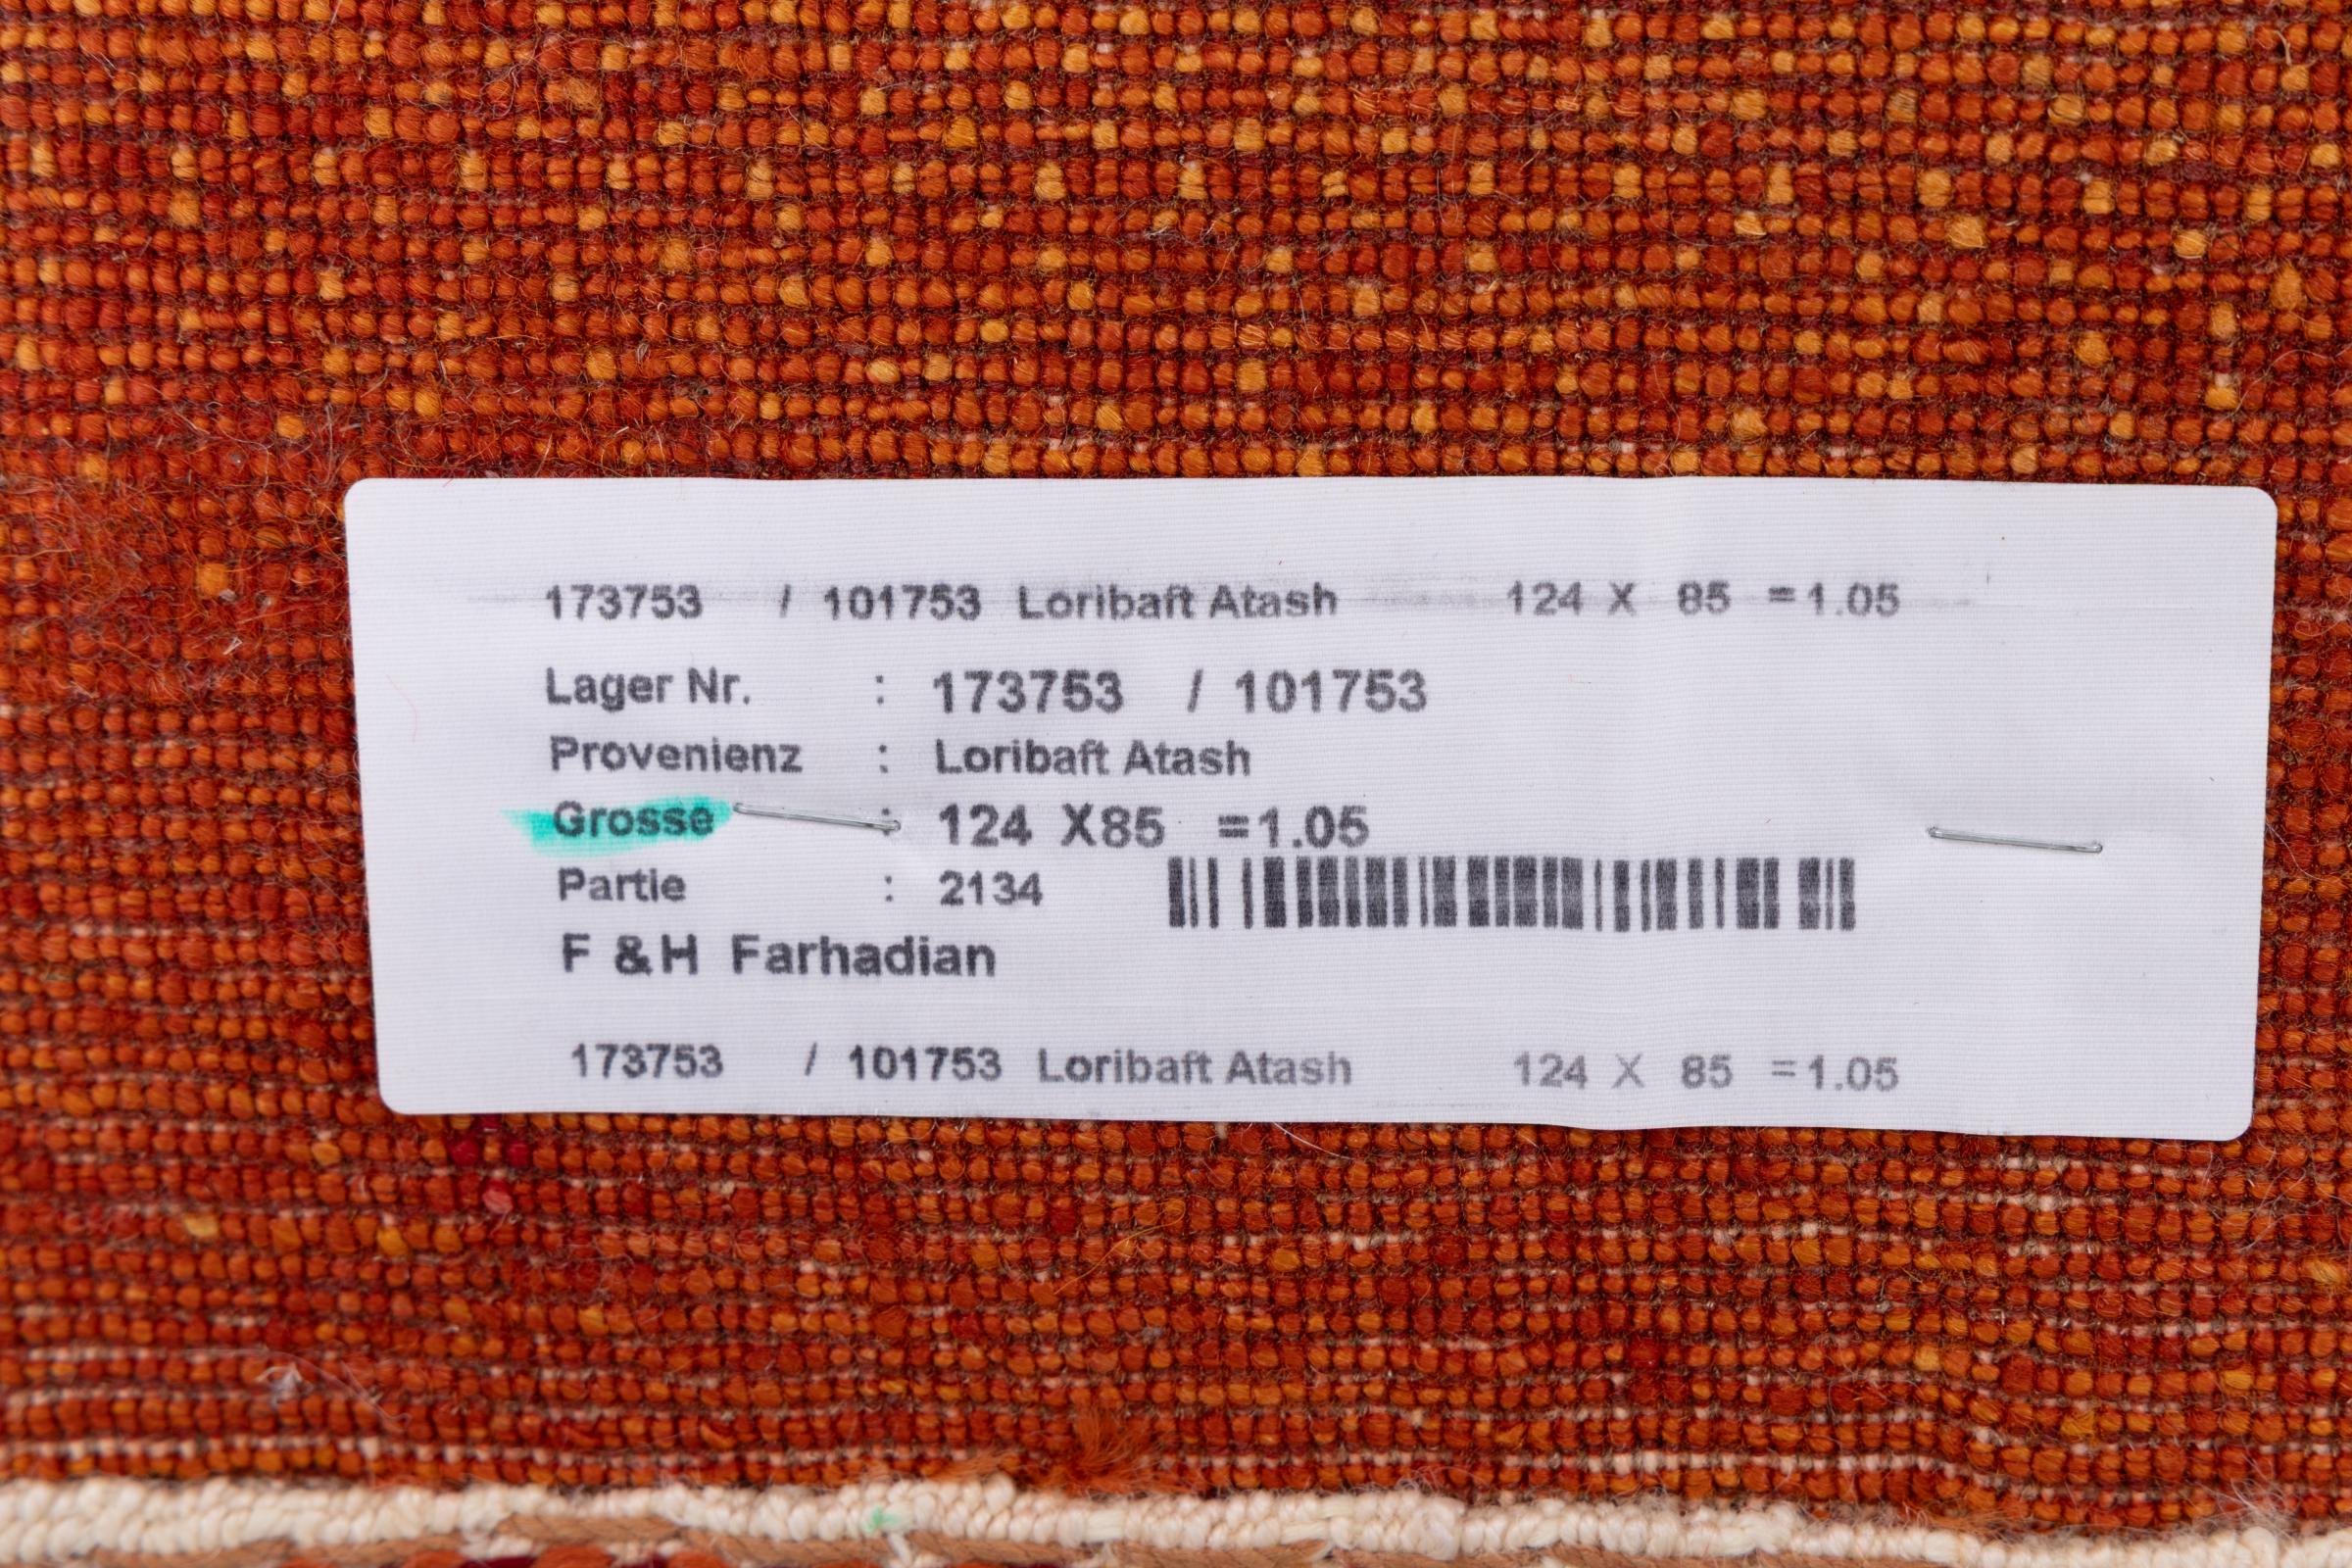 173753 / 101753 Loribaft Atash 124 X 85 =1.05
Lager Nr. : 173753 / 101753
Provenienz : Loribaft Atash
Grosse : 124 X85 =1.05
Partie : 2134
F &H Farhadian
173753 / 101753 Loribaft Atash 124 X 85 =1.05